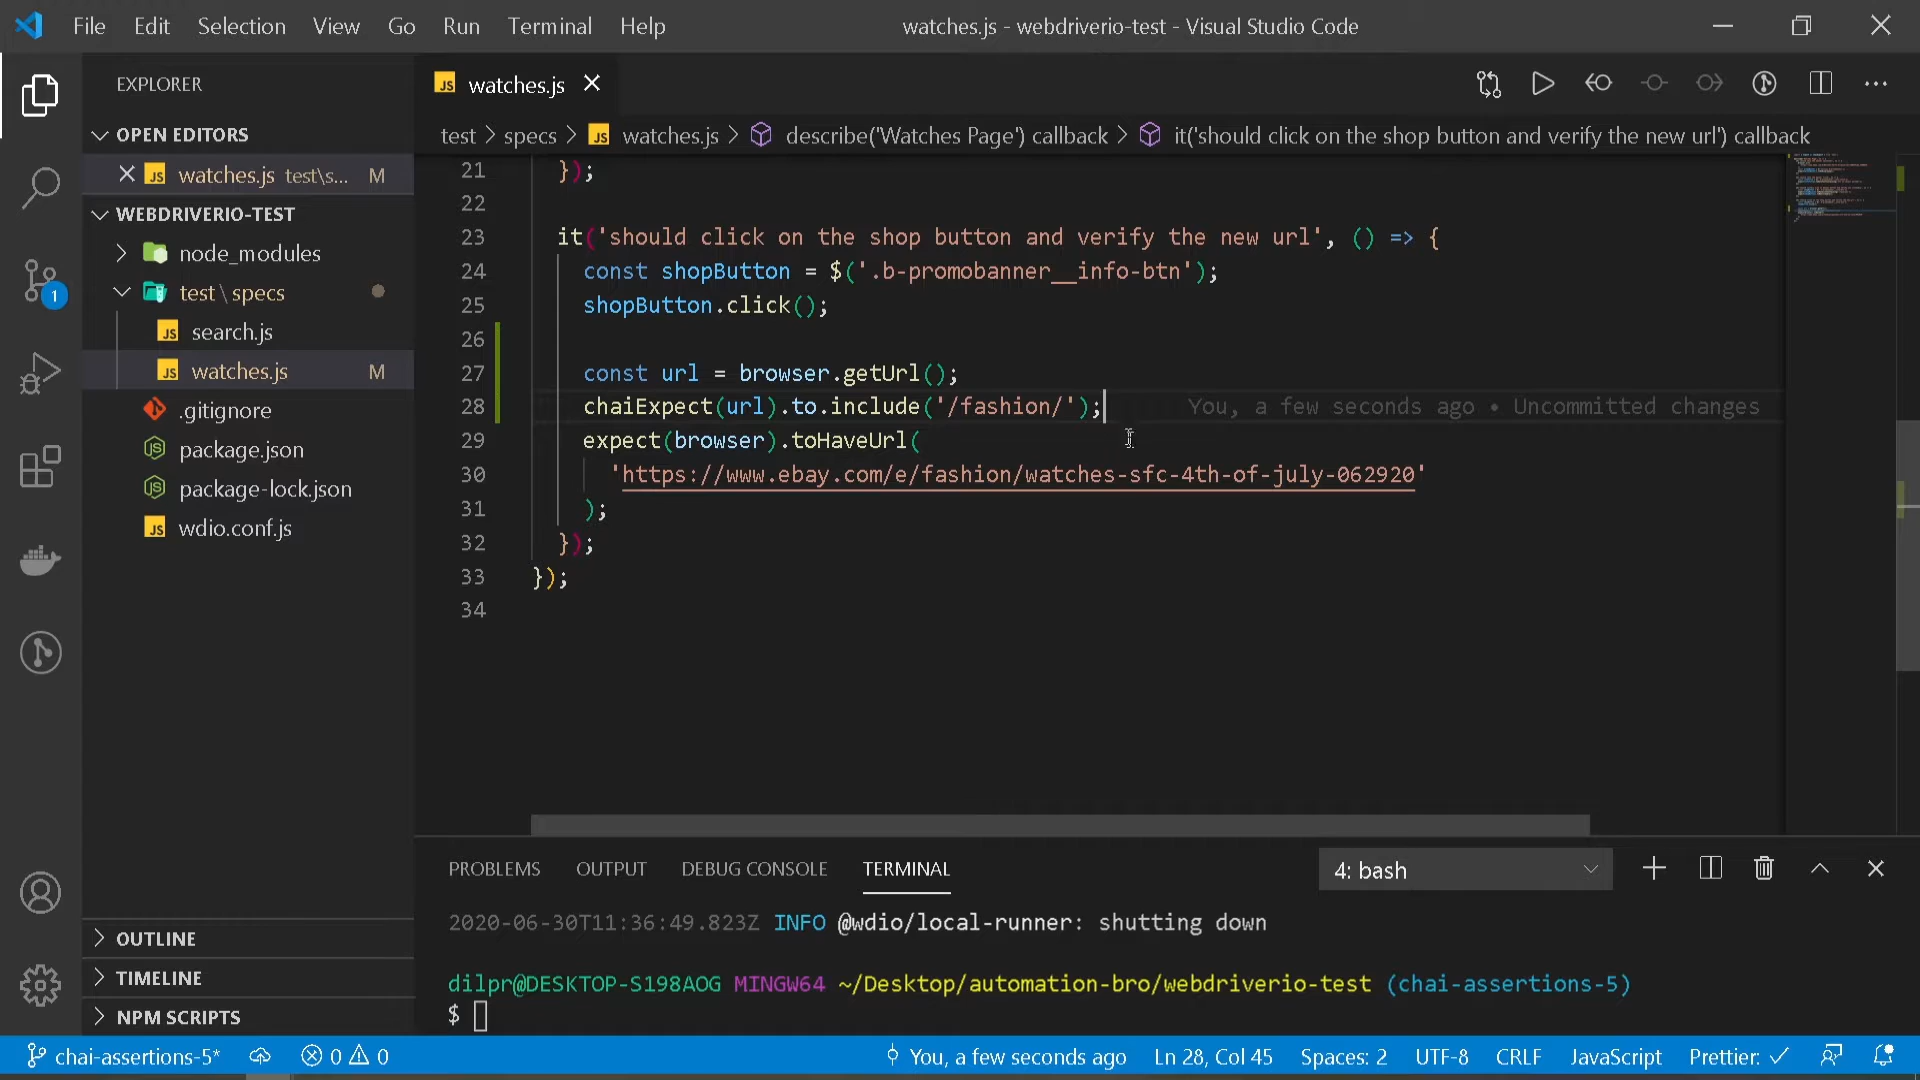 File Edit Selection View Go Run Terminal Help
watches.js - webdriverio-test - Visual Studio Code
EXPLORER
OPEN EDITORS
JS watches.js test\s... M
WEBDRIVERIO-TEST
node_modules
test \ specs
JS search.js
JS watches.js M
.gitignore
JS package.json
JS package-lock.json
JS wdio.conf.js
OUTLINE
TIMELINE
NPM SCRIPTS
1
JS watches.js
test > specs > JS watches.js > describe('Watches Page') callback > it('should click on the shop button and verify the new url') callback
21 });
22
23 it('should click on the shop button and verify the new url', () => {
24 const shopButton = $('.b-promobanner__info-btn');
25 shopButton.click();
26
27 const url = browser.getUrl();
28 chaiExpect(url).to.include('/fashion/'); You, a few seconds ago • Uncommitted changes
29 expect(browser).toHaveUrl(
30 'https://www.ebay.com/e/fashion/watches-sfc-4th-of-july-062920'
31 );
32 });
33 });
34
PROBLEMS OUTPUT DEBUG CONSOLE TERMINAL 4: bash
2020-06-30T11:36:49.823Z INFO @wdio/local-runner: shutting down
dilpr@DESKTOP-S198AOG MINGW64 ~/Desktop/automation-bro/webdriverio-test (chai-assertions-5)
$
chai-assertions-5* 0 0 You, a few seconds ago Ln 28, Col 45 Spaces: 2 UTF-8 CRLF JavaScript Prettier: ✓